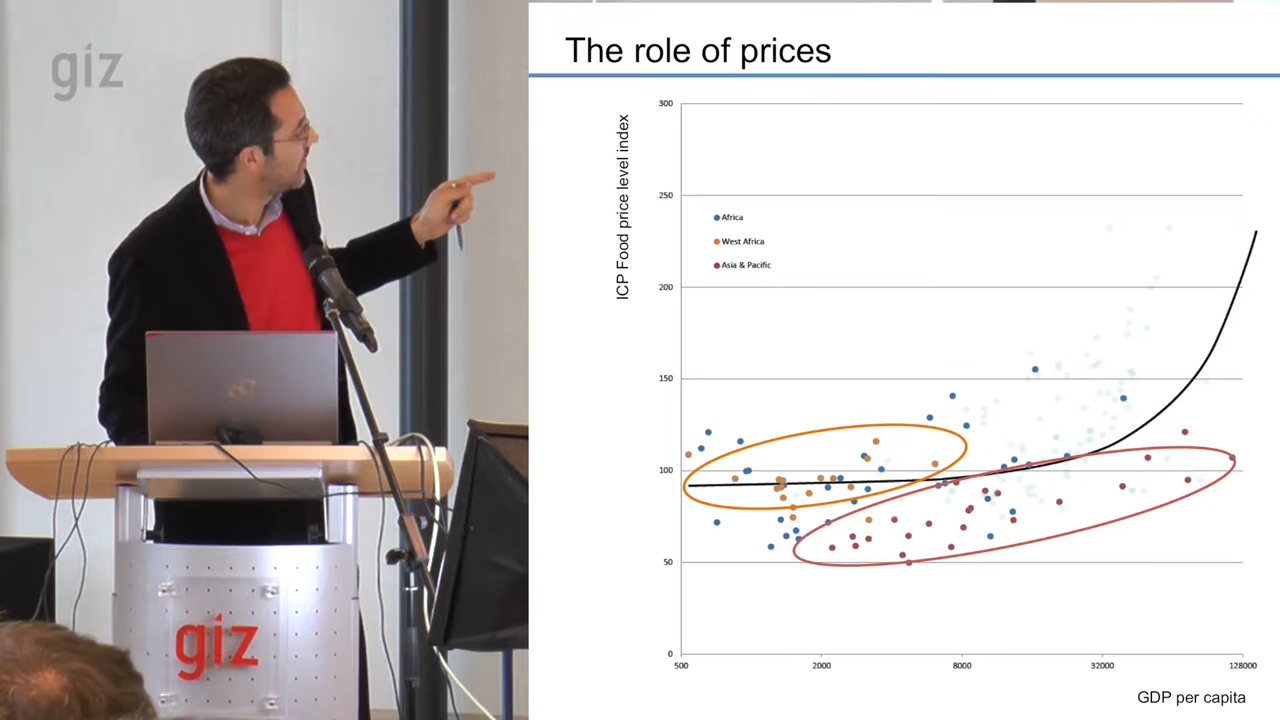 giz
giz
The role of prices
ICP Food price level index
300
250
200
150
100
50
0
Africa
West Africa
Asia & Pacific
500
2000
8000
32000
128000
GDP per capita